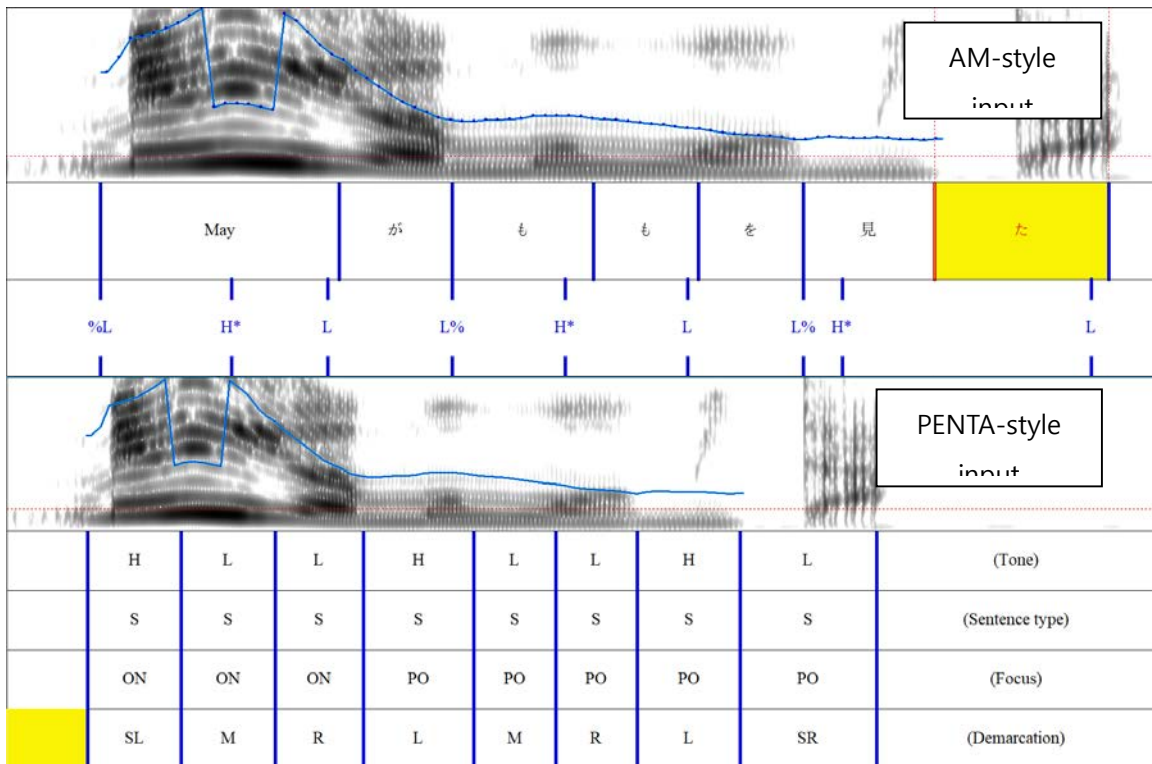 AM-style
input
May が も も を 見 た
%L H* L L% H* L L% H* L
PENTA-style
input
H L L H L L H L (Tone)
S S S S S S S S (Sentence type)
ON ON ON PO PO PO PO PO (Focus)
SL M R L M R L SR (Demarcation)